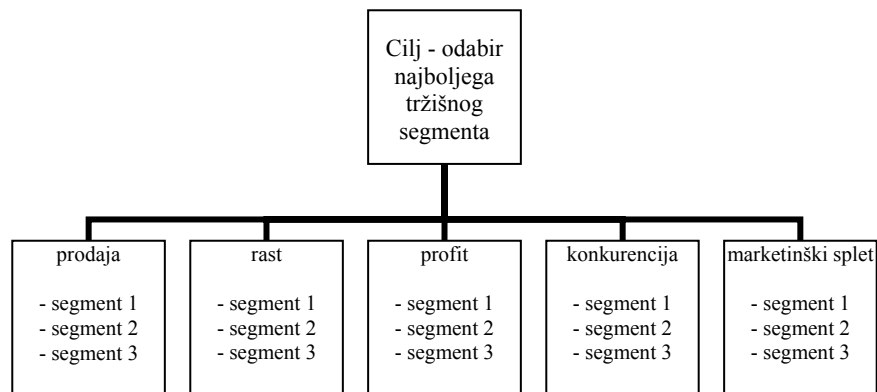 Cilj - odabir
najboljega
tržišnog
segmenta
prodaja
- segment 1
- segment 2
- segment 3
rast
- segment 1
- segment 2
- segment 3
profit
- segment 1
- segment 2
- segment 3
konkurencija
- segment 1
- segment 2
- segment 3
marketinški splet
- segment 1
- segment 2
- segment 3